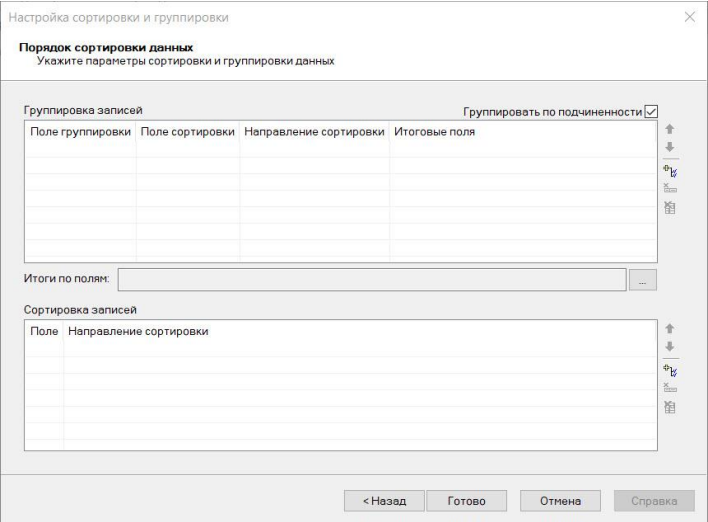 Настройка сортировки и группировки
Порядок сортировки данных
Укажите параметры сортировки и группировки данных
Группировка записей
Группировать по подчиненности
Поле группировки Поле сортировки Направление сортировки Итоговые поля
Итоги по полям:
...
Сортировка записей
Поле Направление сортировки
< Назад Готово Отмена Справка